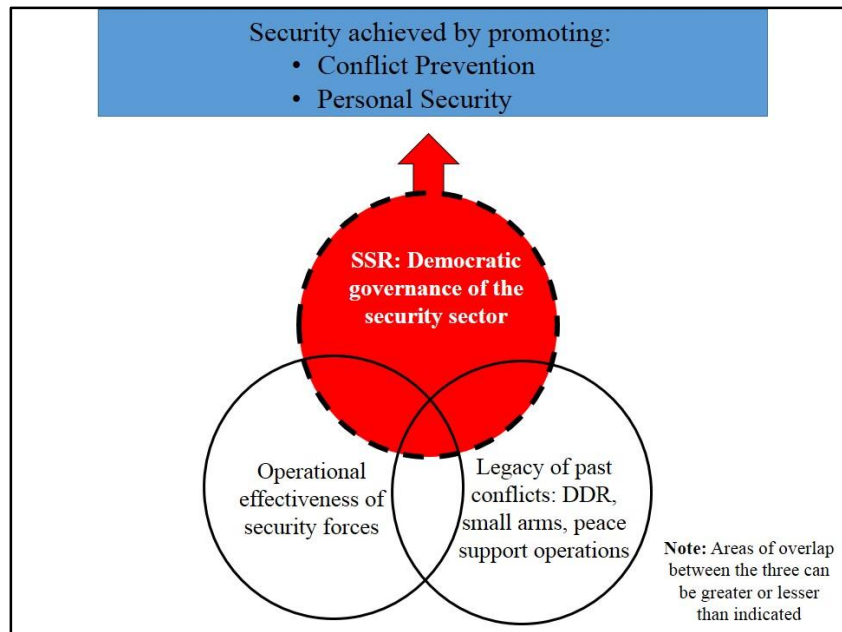 Security achieved by promoting:
• Conflict Prevention
• Personal Security
SSR: Democratic
governance of the
security sector
Operational
effectiveness of
security forces
Legacy of past
conflicts: DDR,
small arms, peace
support operations
Note: Areas of overlap
between the three can
be greater or lesser
than indicated